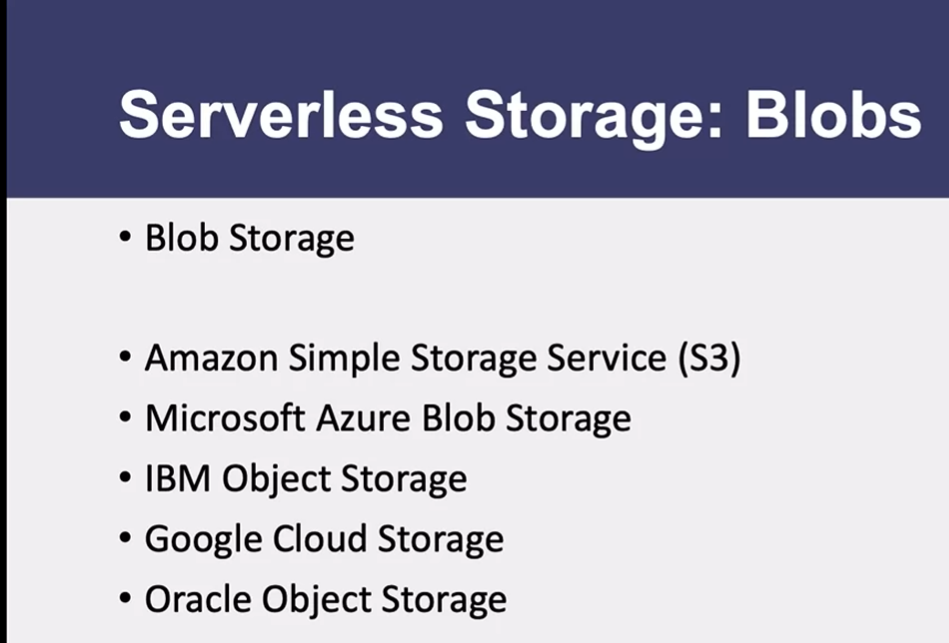 Serverless Storage: Blobs
• Blob Storage
• Amazon Simple Storage Service (S3)
• Microsoft Azure Blob Storage
• IBM Object Storage
• Google Cloud Storage
• Oracle Object Storage